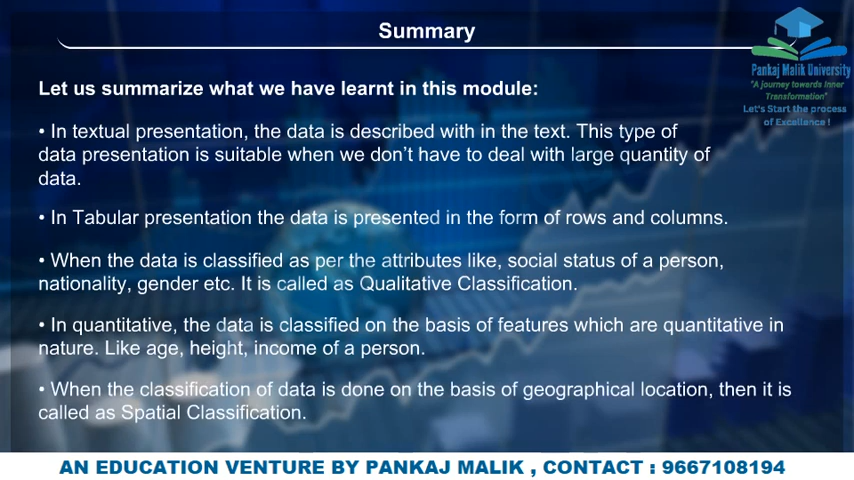 Summary
Pankaj Malik University
"A journey towards Inner
Transformation"
Let's Start the process
of Excellence !
Let us summarize what we have learnt in this module:
• In textual presentation, the data is described with in the text. This type of
data presentation is suitable when we don't have to deal with large quantity of
data.
• In Tabular presentation the data is presented in the form of rows and columns.
• When the data is classified as per the attributes like, social status of a person,
nationality, gender etc. It is called as Qualitative Classification.
• In quantitative, the data is classified on the basis of features which are quantitative in
nature. Like age, height, income of a person.
• When the classification of data is done on the basis of geographical location, then it is
called as Spatial Classification.
AN EDUCATION VENTURE BY PANKAJ MALIK , CONTACT : 9667108194